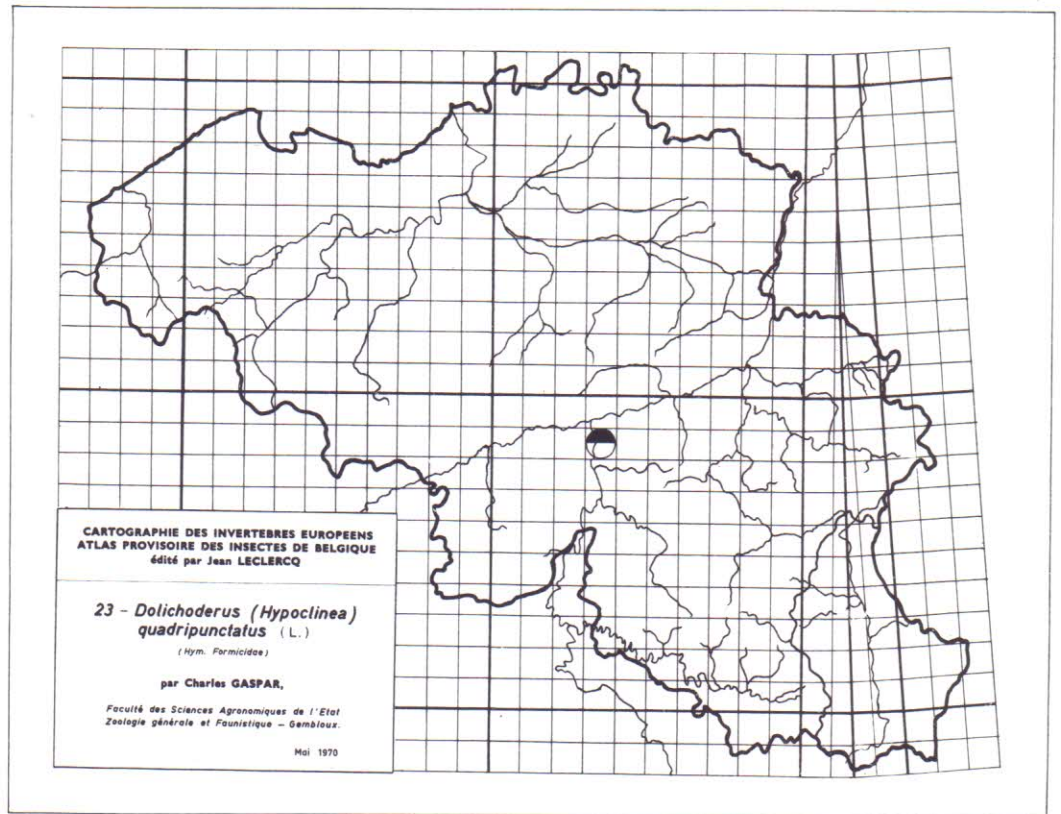 CARTOGRAPHIE DES INVERTEBRES EUROPEENS
ATLAS PROVISOIRE DES INSECTES DE BELGIQUE
édité par Jean LECLERCQ
23 – Dolichoderus (Hypoclinea)
quadripunctatus (L.)
(Hym. Formicidae)
par Charles GASPAR,
Faculté des Sciences Agronomiques de l'Etat
Zoologie générale et Faunistique – Gembloux.
Mai 1970